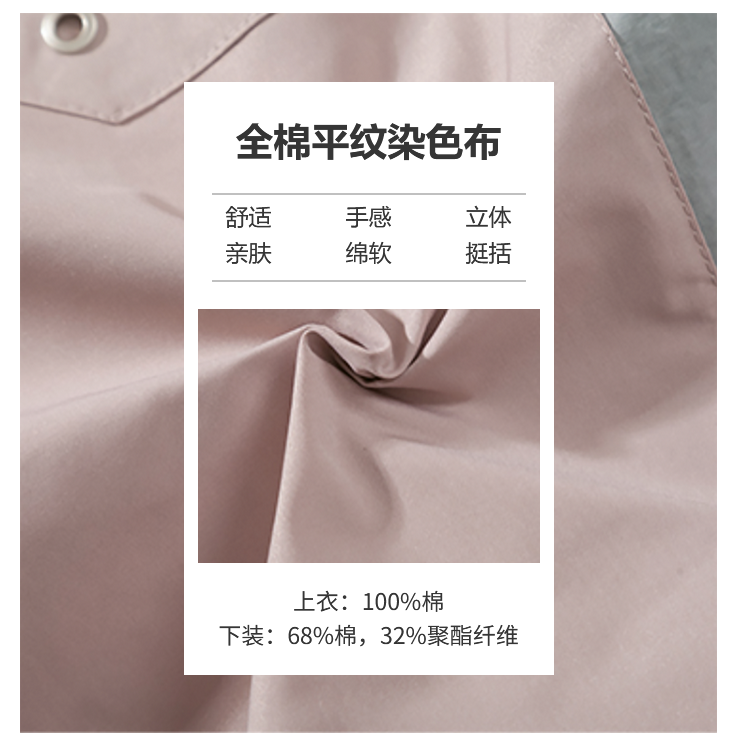 全棉平纹染色布
舒适 手感 立体
亲肤 绵软 挺括
上衣：100%棉
下装：68%棉，32%聚酯纤维